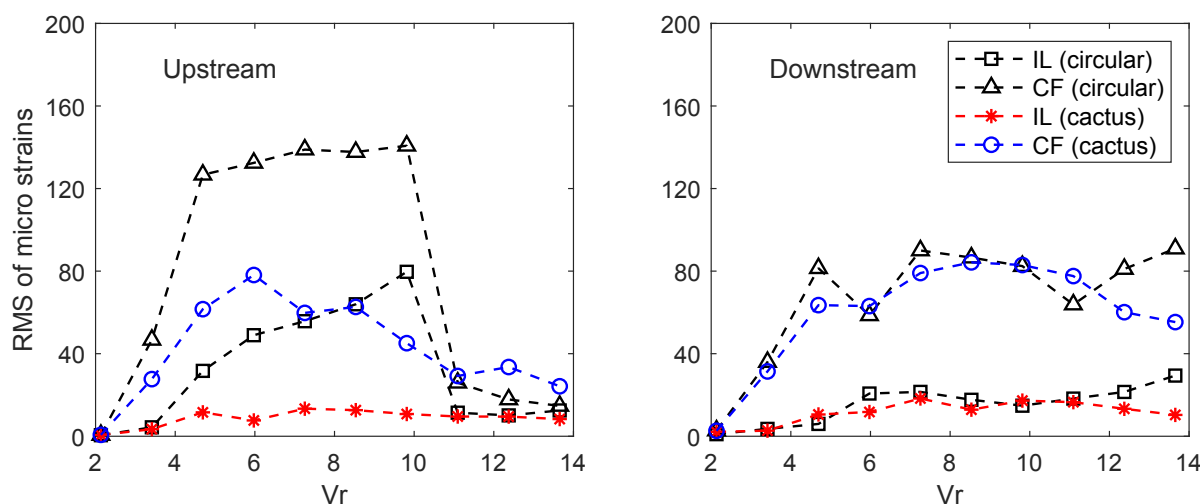 200
160
120
80
40
0
RMS of micro strains
Upstream
2
4
6
8
10
12
14
Vr
200
160
120
80
40
0
Downstream
IL (circular)
CF (circular)
IL (cactus)
CF (cactus)
2
4
6
8
10
12
14
Vr